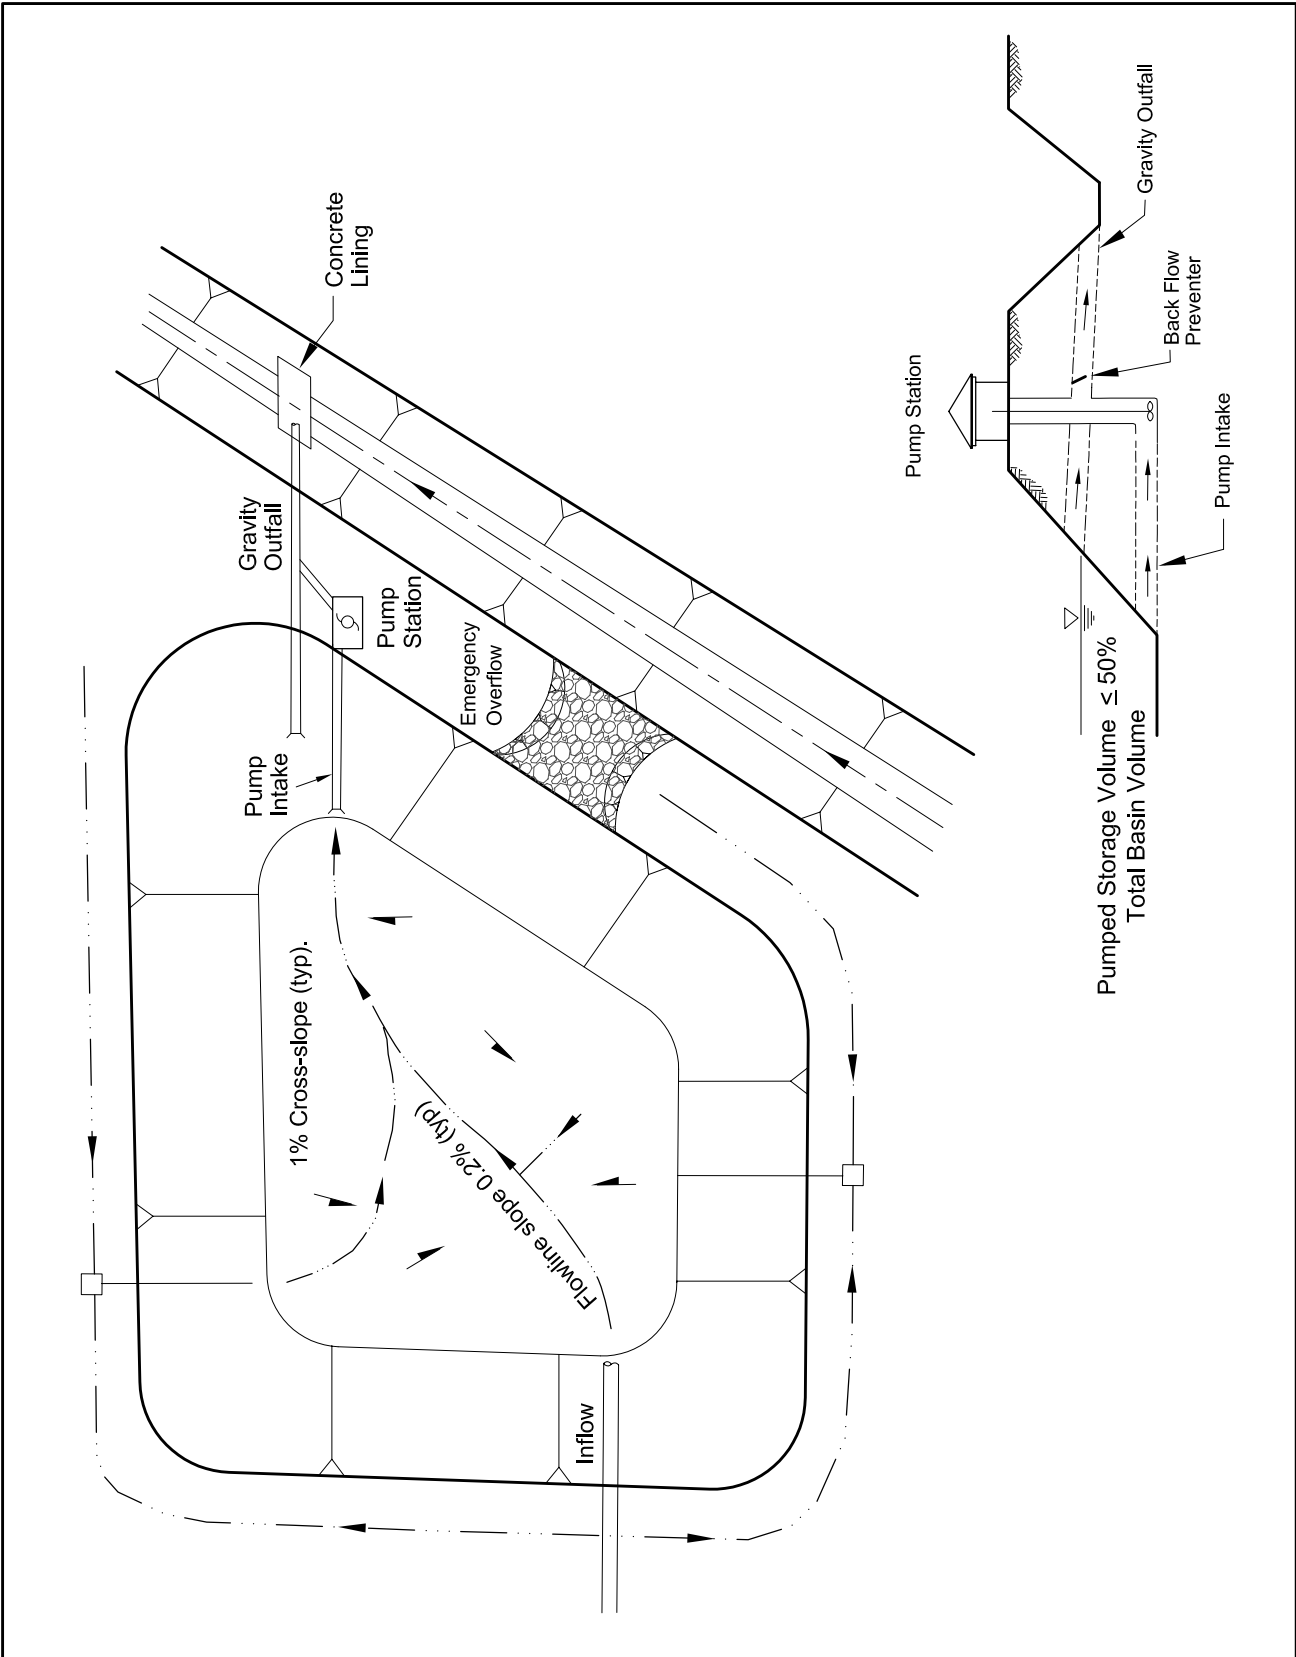 Concrete
Lining
Gravity
Outfall
Pump
Station
Emergency
Overflow
Pump
Intake
1% Cross-slope (typ).
Flowline slope 0.2% (typ)
Inflow
Pump Station
Gravity Outfall
Back Flow
Preventer
Pump Intake
Pumped Storage Volume ≤ 50%
Total Basin Volume